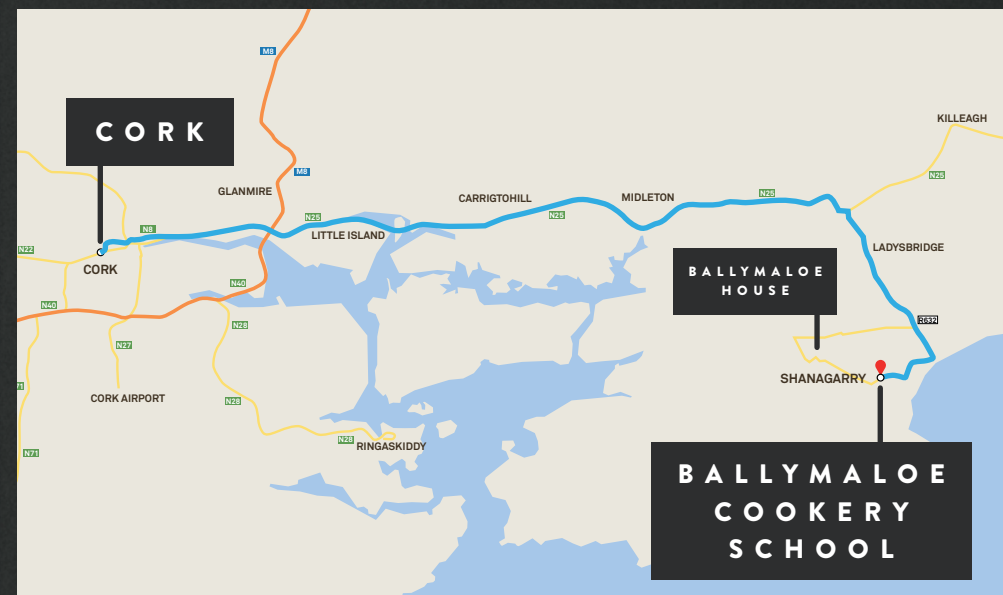 M8
CORK
KILLEAGH
M8
N25
GLANMIRE
CARRIGTOHILL
MIDLETON
N25
N25
N25
N8
LITTLE ISLAND
N22
CORK
LADYSBRIDGE
BALLYMALOE
HOUSE
N40
N40
R632
N28
N27
SHANAGARRY
71
CORK AIRPORT
N28
N28
RINGASKIDDY
N71
BALLYMALOE
COOKERY
SCHOOL